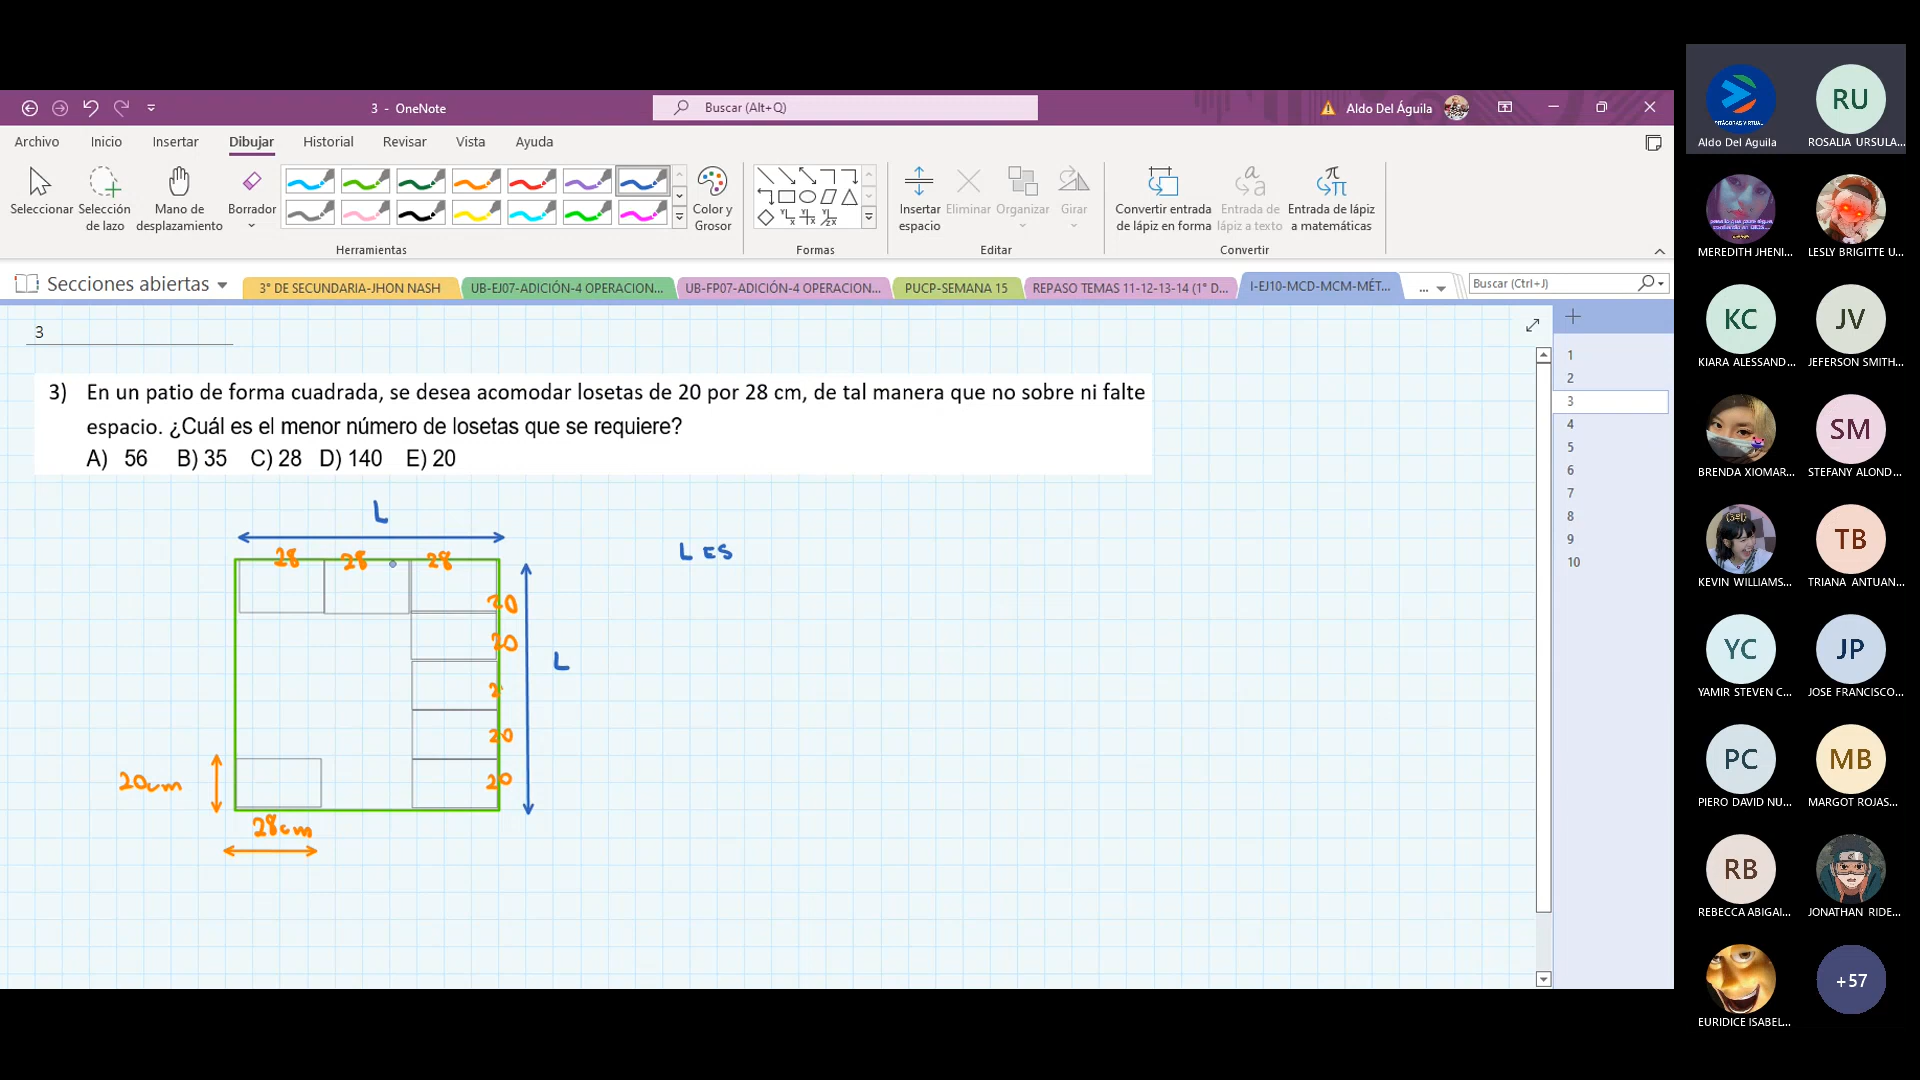 3 - OneNote
Buscar (Alt+Q)
Aldo Del Águila
Archivo Inicio Insertar Dibujar Historial Revisar Vista Ayuda
Seleccionar
Selección de lazo
Mano de desplazamiento
Borrador
Color y Grosor
Insertar espacio
Eliminar
Organizar
Girar
Convertir entrada de lápiz en forma
Entrada de lápiz a texto
Entrada de lápiz a matemáticas
Herramientas
Formas
Editar
Convertir
Secciones abiertas
3° DE SECUNDARIA-JHON NASH
UB-EJ07-ADICIÓN-4 OPERACION...
UB-FP07-ADICIÓN-4 OPERACION...
PUCP-SEMANA 15
REPASO TEMAS 11-12-13-14 (1° D...
I-EJ10-MCD-MCM-MÉT...
...
Buscar (Ctrl+J)
3
3) En un patio de forma cuadrada, se desea acomodar losetas de 20 por 28 cm, de tal manera que no sobre ni falte
espacio. ¿Cuál es el menor número de losetas que se requiere?
A) 56 B) 35 C) 28 D) 140 E) 20
L
28 28 28
L ES
20
20
L
20
20cm
20
28cm
1
2
3
4
5
6
7
8
9
10
PITÁGORAS VIRTUAL
Aldo Del Aguila
RU
ROSALIA URSULA...
MEREDITH JHENI...
LESLY BRIGITTE U...
KC
KIARA ALESSAND...
JV
JEFERSON SMITH...
BRENDA XIOMAR...
SM
STEFANY ALOND...
KEVIN WILLIAMS...
TB
TRIANA ANTUAN...
YC
YAMIR STEVEN C...
JP
JOSE FRANCISCO...
PC
PIERO DAVID NU...
MB
MARGOT ROJAS...
RB
REBECCA ABIGAI...
JONATHAN RIDE...
EURIDICE ISABEL...
+57